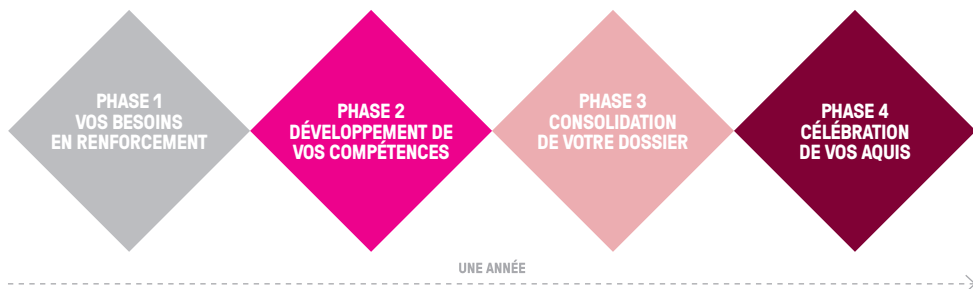 PHASE 1
VOS BESOINS
EN RENFORCEMENT
PHASE 2
DÉVELOPPEMENT DE
VOS COMPÉTENCES
PHASE 3
CONSOLIDATION
DE VOTRE DOSSIER
PHASE 4
CÉLÉBRATION
DE VOS AQUIS
UNE ANNÉE